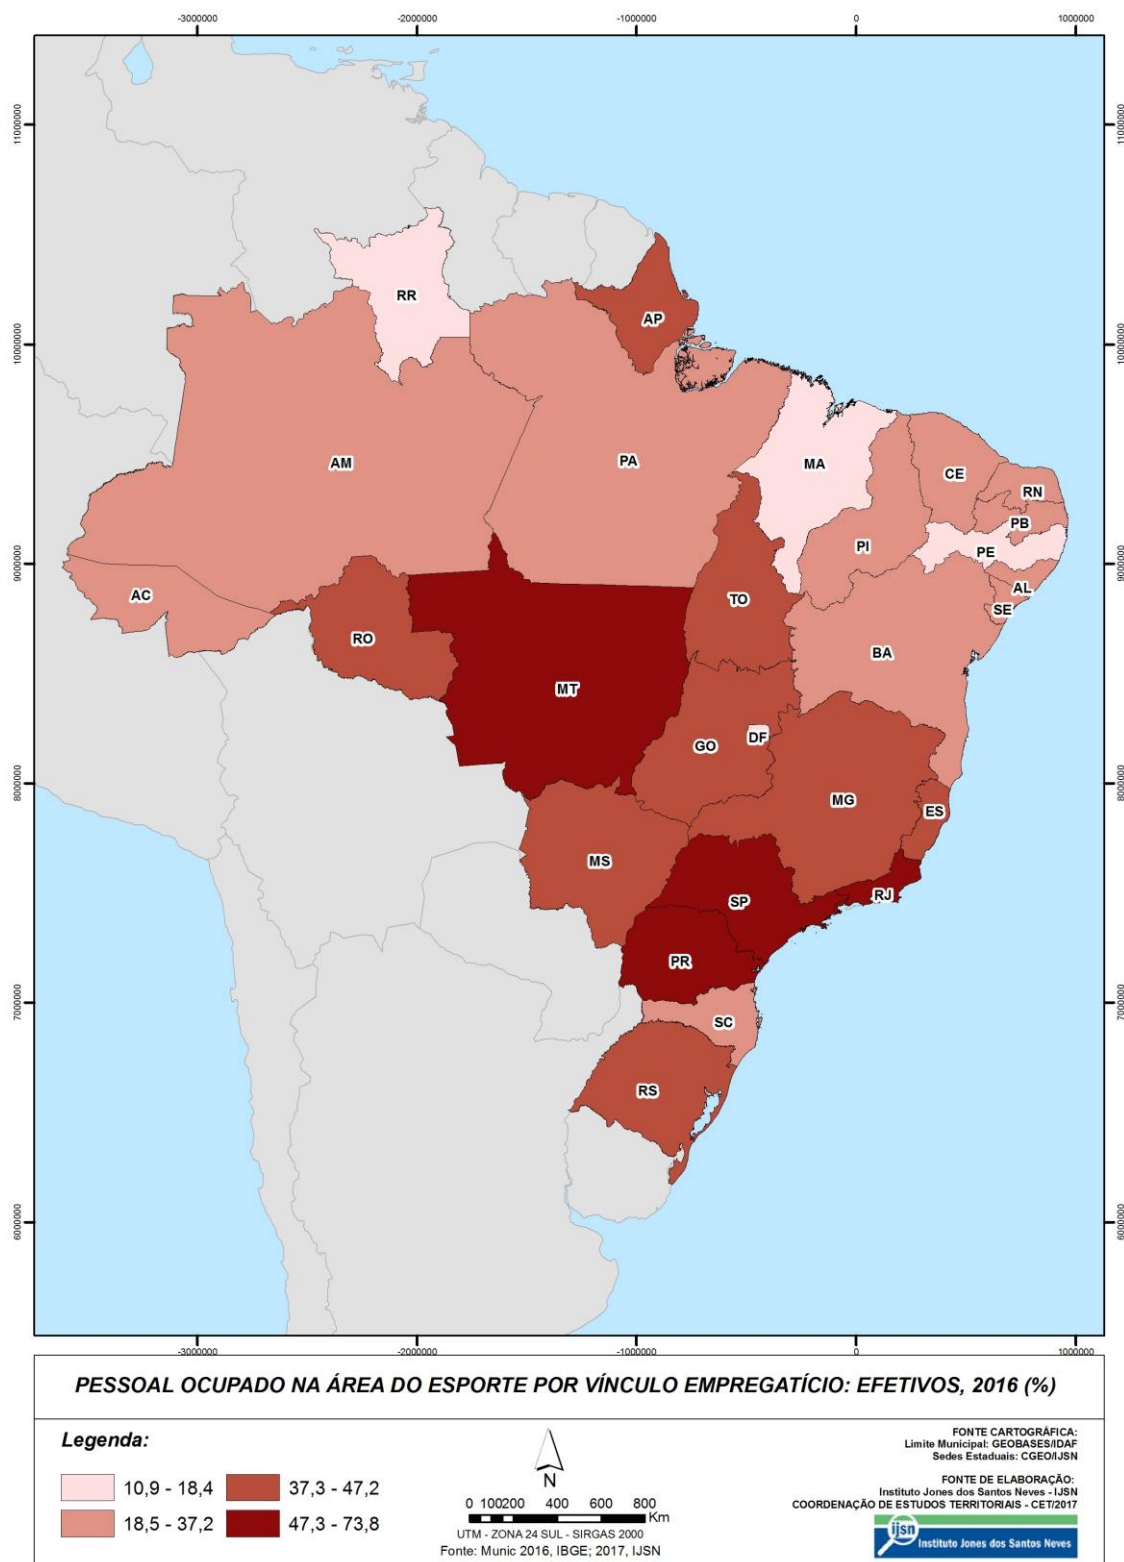 -3000000 -2000000 -1000000 0 1000000
11000000 11000000
RR
AP
10000000 10000000
AM PA MA CE
RN
PB
PI PE
9000000 9000000
AC TO AL
SE
RO BA
MT
GO DF
8000000 8000000
MG ES
MS
SP RJ
PR
7000000 7000000
SC
RS
6000000 6000000
-3000000 -2000000 -1000000 0 1000000
PESSOAL OCUPADO NA ÁREA DO ESPORTE POR VÍNCULO EMPREGATÍCIO: EFETIVOS, 2016 (%)
Legenda:
10,9 - 18,4
18,5 - 37,2
37,3 - 47,2
47,3 - 73,8
N
0 100200 400 600 800
Km
UTM - ZONA 24 SUL - SIRGAS 2000
Fonte: Munic 2016, IBGE; 2017, IJSN
FONTE CARTOGRÁFICA:
Limite Municipal: GEOBASES/IDAF
Sedes Estaduais: CGEO/IJSN
FONTE DE ELABORAÇÃO:
Instituto Jones dos Santos Neves - IJSN
COORDENAÇÃO DE ESTUDOS TERRITORIAIS - CET/2017
ijsn
Instituto Jones dos Santos Neves